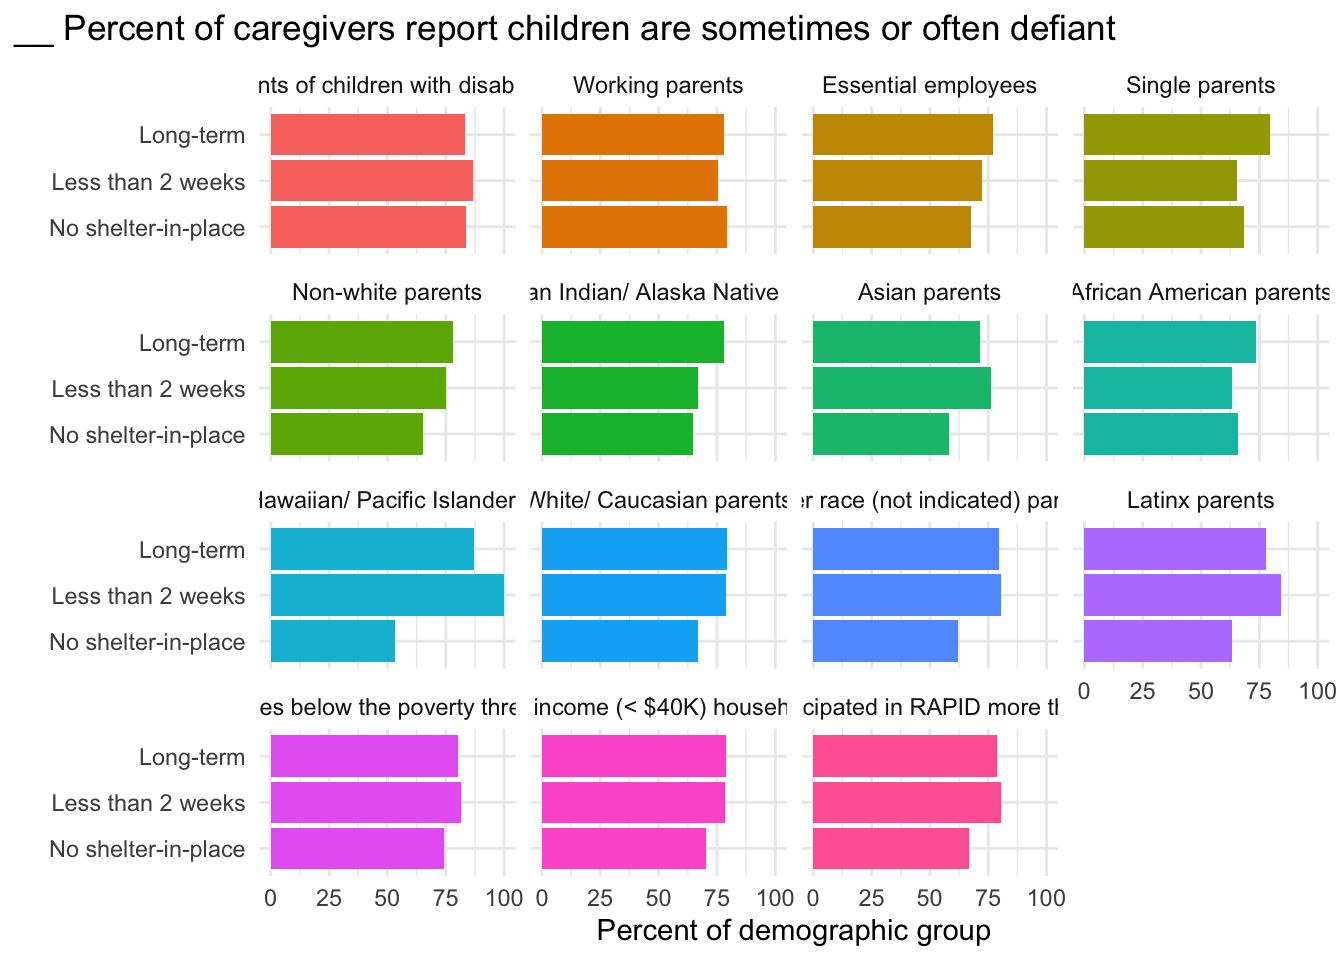 __ Percent of caregivers report children are sometimes or often defiant
nts of children with disab Working parents Essential employees Single parents
Long-term
Less than 2 weeks
No shelter-in-place
Non-white parents an Indian/ Alaska Native Asian parents African American parents
Long-term
Less than 2 weeks
No shelter-in-place
Hawaiian/ Pacific Islander White/ Caucasian parents er race (not indicated) par Latinx parents
Long-term
Less than 2 weeks
No shelter-in-place
0 25 50 75 100
es below the poverty thre income (< $40K) househ cipated in RAPID more th
Long-term
Less than 2 weeks
No shelter-in-place
0 25 50 75 100 0 25 50 75 100 0 25 50 75 100
Percent of demographic group